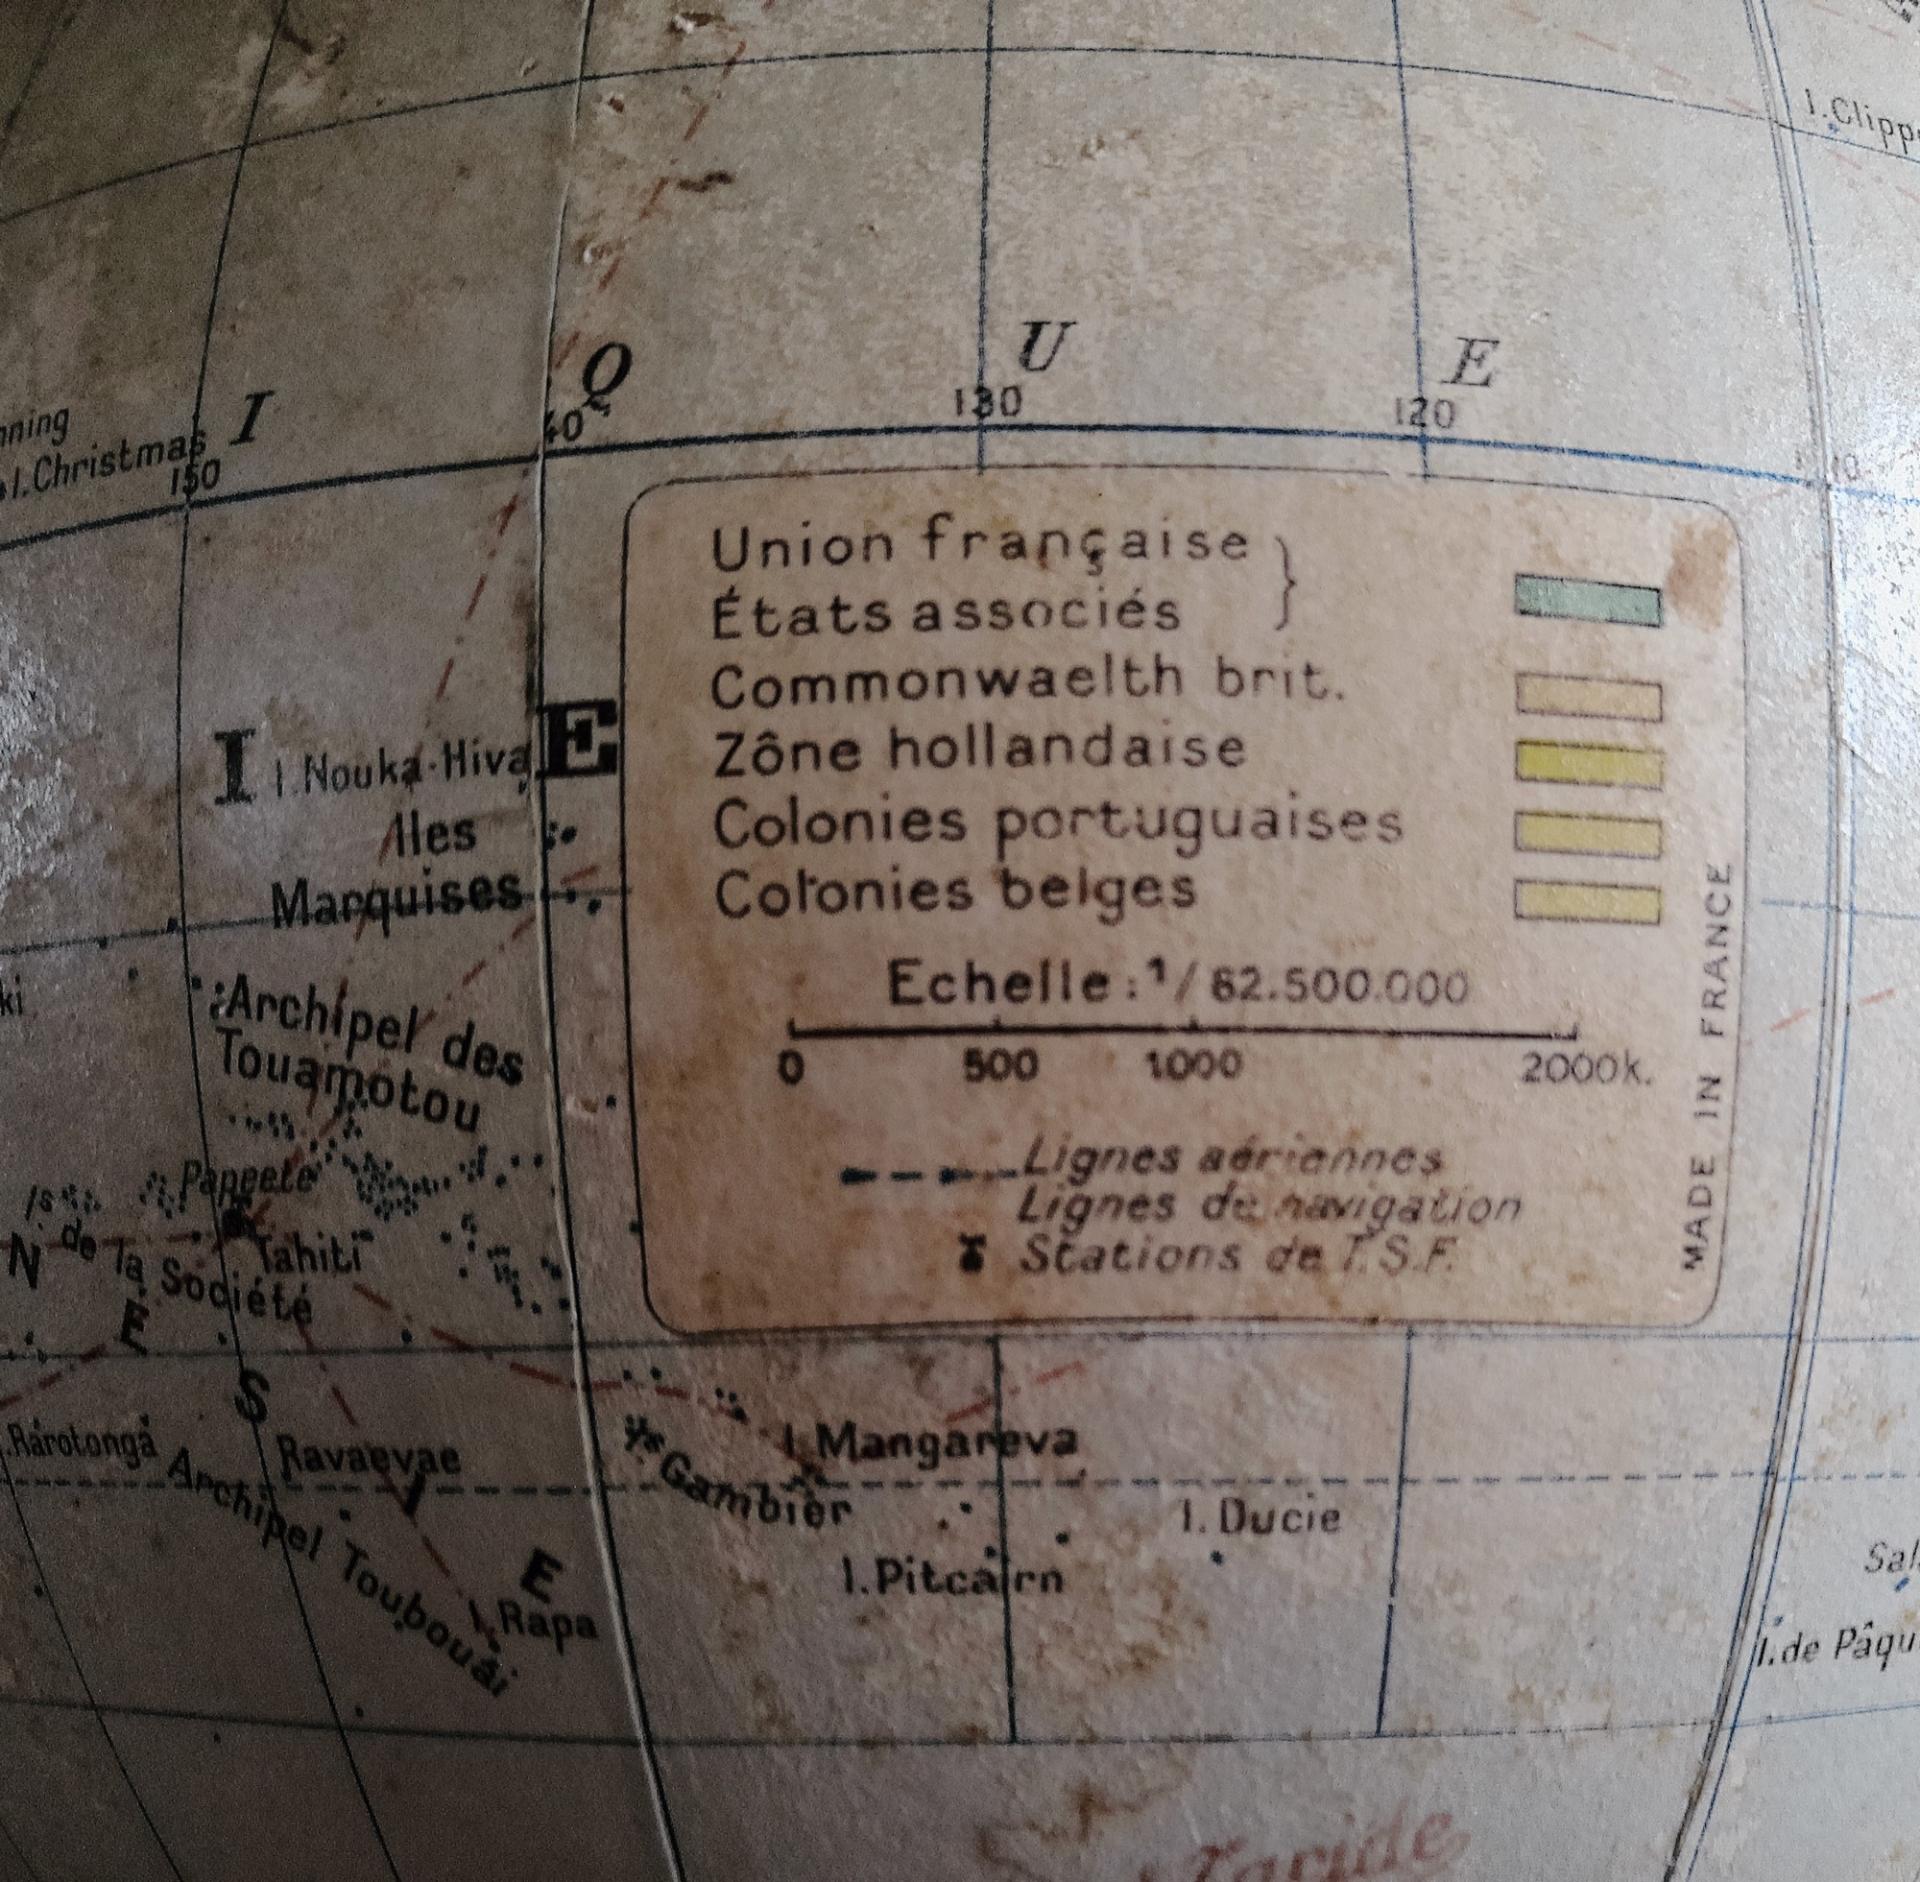 I.Clipp
Q U E
I
130
120
40
I.Christmas
150
Union française
États associés
Commonwaelth brit.
Zône hollandaise
Colonies portuguaises
Colonies belges
Echelle : 1/62.500.000
0 500 1000 2000k.
Lignes aériennes
Lignes de navigation
Stations de T.S.F.
MADE IN FRANCE
I E
I.Nouka-Hiva
Iles
Marquises
ki
Archipel des
Touamotou
Papeete
Is
de la Société
Tahiti
N E S I E
Rarotonga
Ravaevae
Archipel Toubouai
I.Rapa
I.Mangareva
Gambier
I.Ducie
I.Pitcairn
Sal
I.de Pâqu
Taride